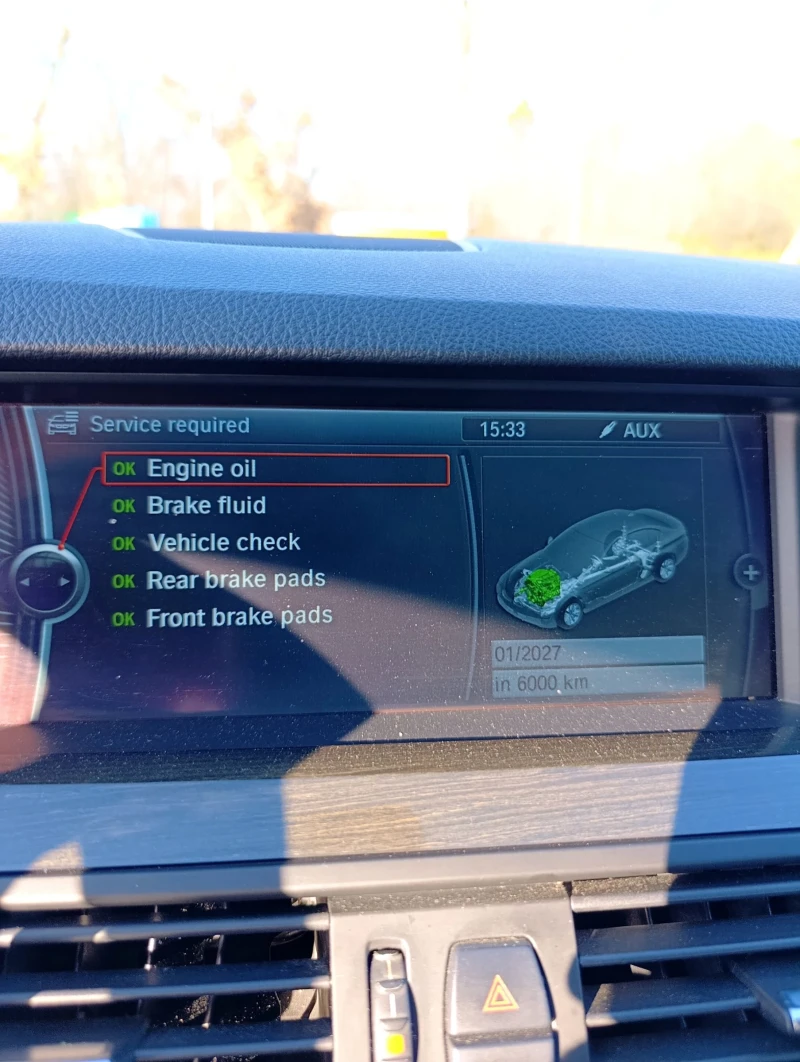 Service required
15:33
AUX
OK Engine oil
OK Brake fluid
OK Vehicle check
OK Rear brake pads
OK Front brake pads
01/2027
in 6000 km